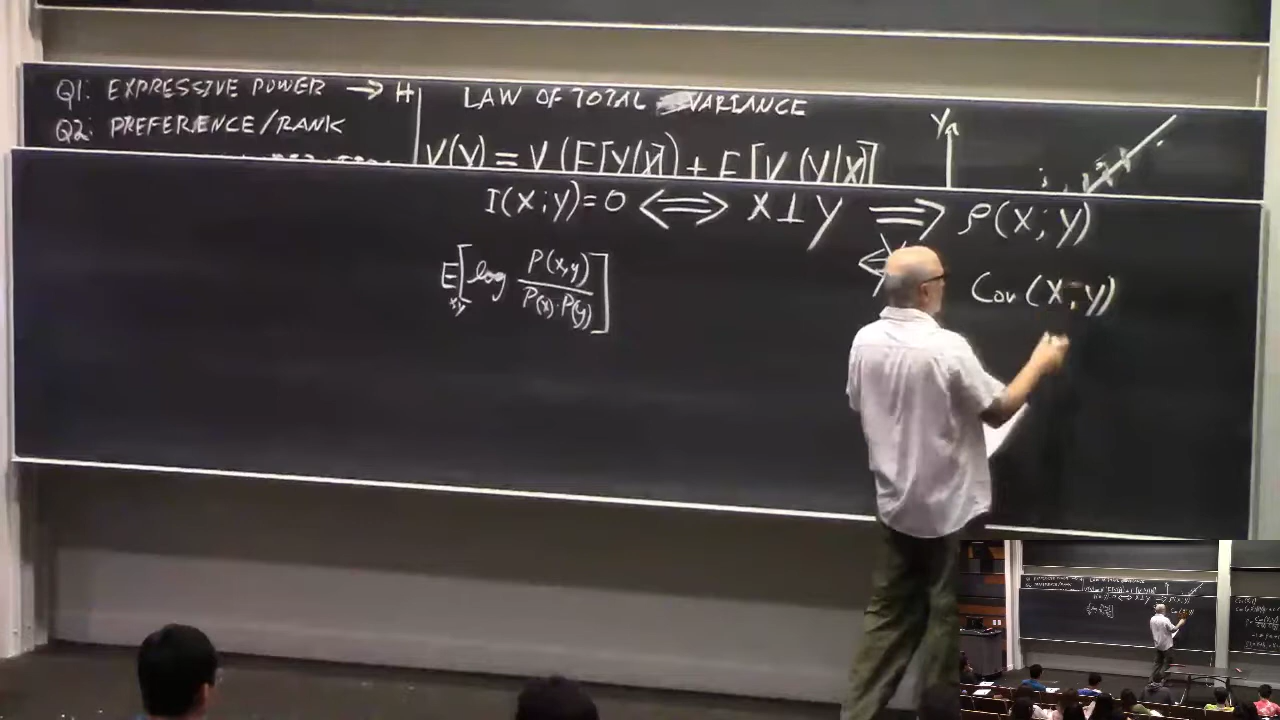 Q1: EXPRESSIVE POWER → H
Q2: PREFERENCE/RANK
LAW OF TOTAL VARIANCE
V(Y) = V(E[Y|X]) + E[V(Y|X]
Y
I(X;Y)=0 ⟺ X⊥Y ⟹ ρ(X;Y)
E[log P(x,y) / P(x)·P(y)]
x,y
Cov(X;Y)